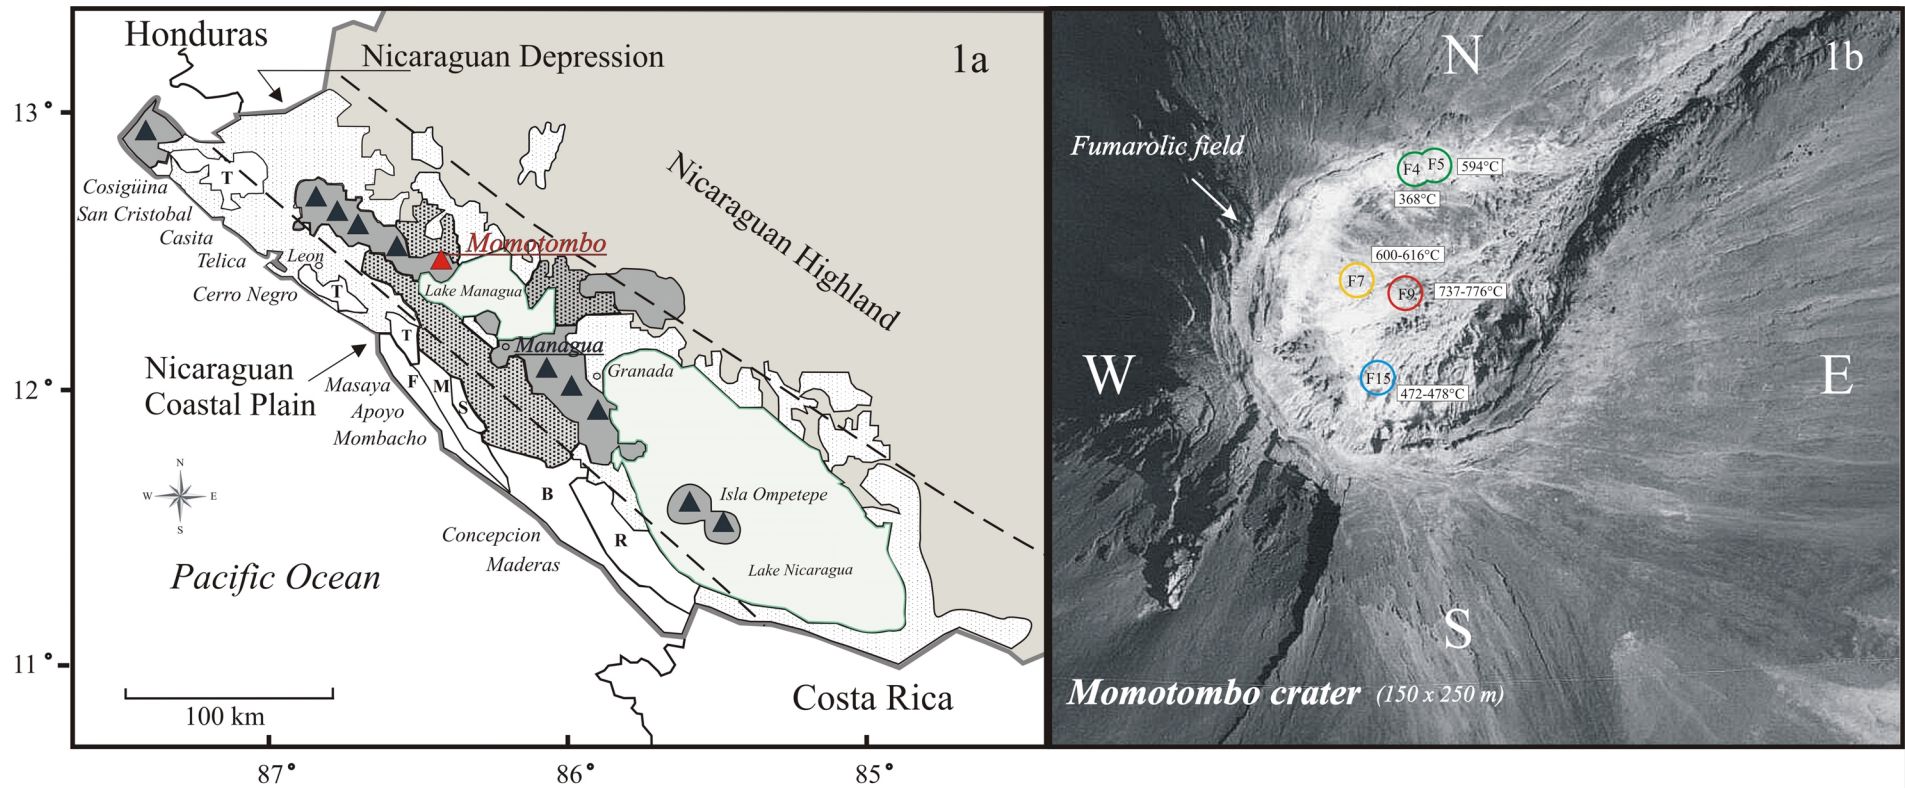 Honduras
Nicaraguan Depression
1a
13°
Nicaraguan Highland
T
Cosigüina
San Cristobal
Casita
Telica
Cerro Negro
Leon
Momotombo
Lake Managua
T
T
Managua
Granada
12°
Nicaraguan
Coastal Plain
Masaya
Apoyo
Mombacho
F
M
S
N
W
E
S
B
R
Isla Ompetepe
Concepcion
Maderas
Lake Nicaragua
Pacific Ocean
11°
Costa Rica
100 km
87°
86°
85°
N
1b
Fumarolic field
F4
F5
594°C
368°C
600-616°C
F7
F9
737-776°C
W
E
F15
472-478°C
S
Momotombo crater (150 x 250 m)